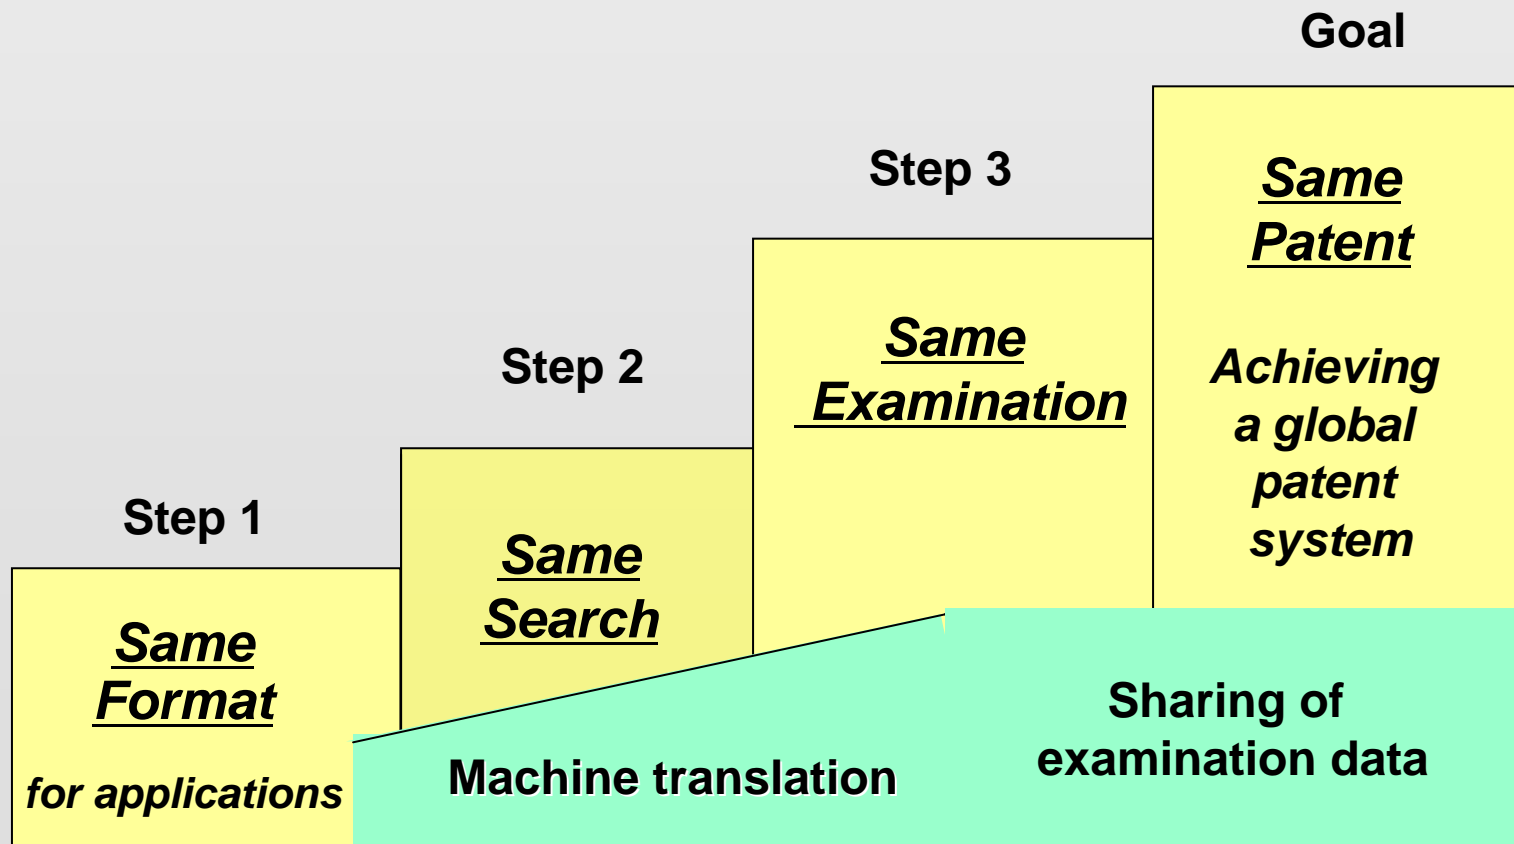 Step 1
Same
Format
for applications
Step 2
Same
Search
Step 3
Same
Examination
Goal
Same
Patent
Achieving
a global
patent
system
Machine translation
Sharing of
examination data